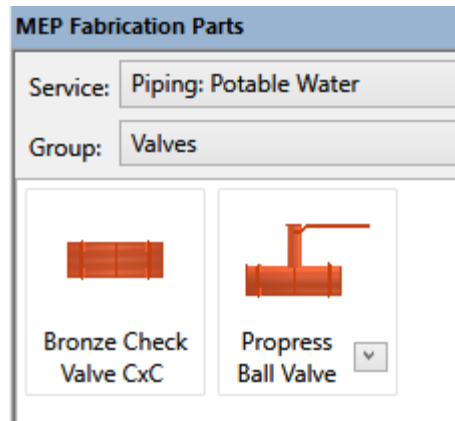 MEP Fabrication Parts
Service: Piping: Potable Water
Group: Valves
Bronze Check
Valve CxC
Propress
Ball Valve